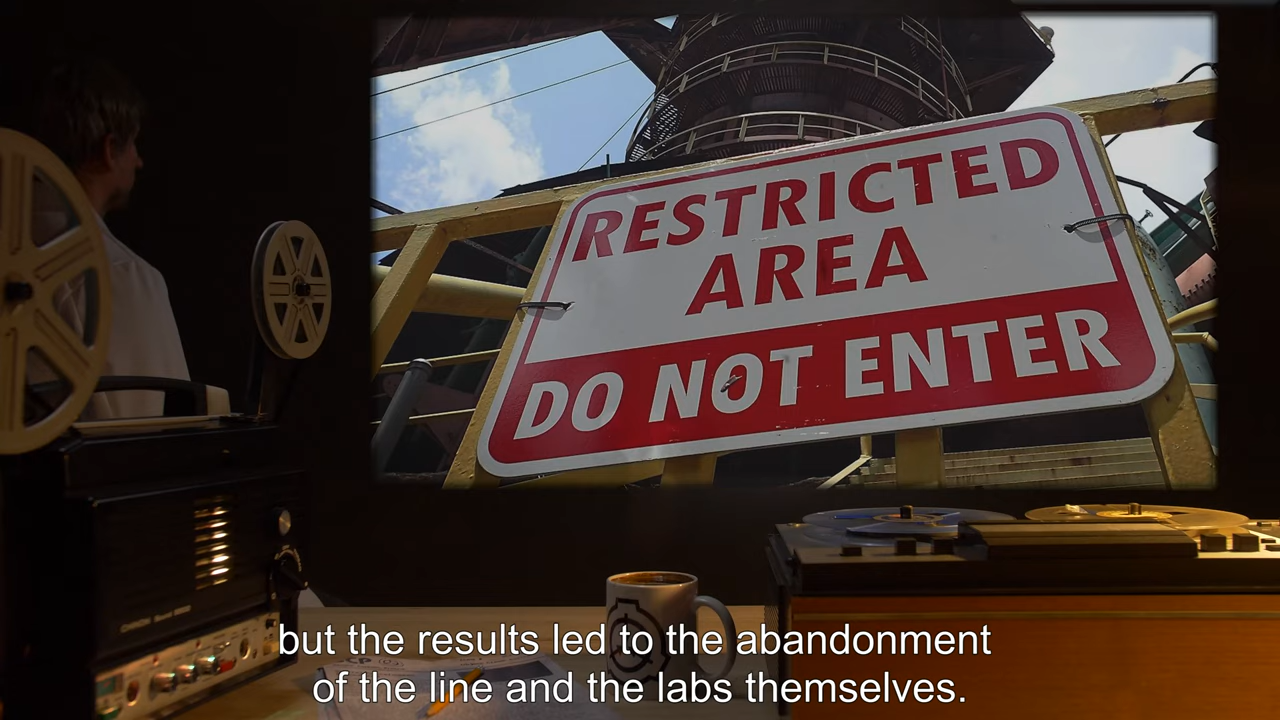 RESTRICTED
AREA
DO NOT ENTER
but the results led to the abandonment
of the line and the labs themselves.